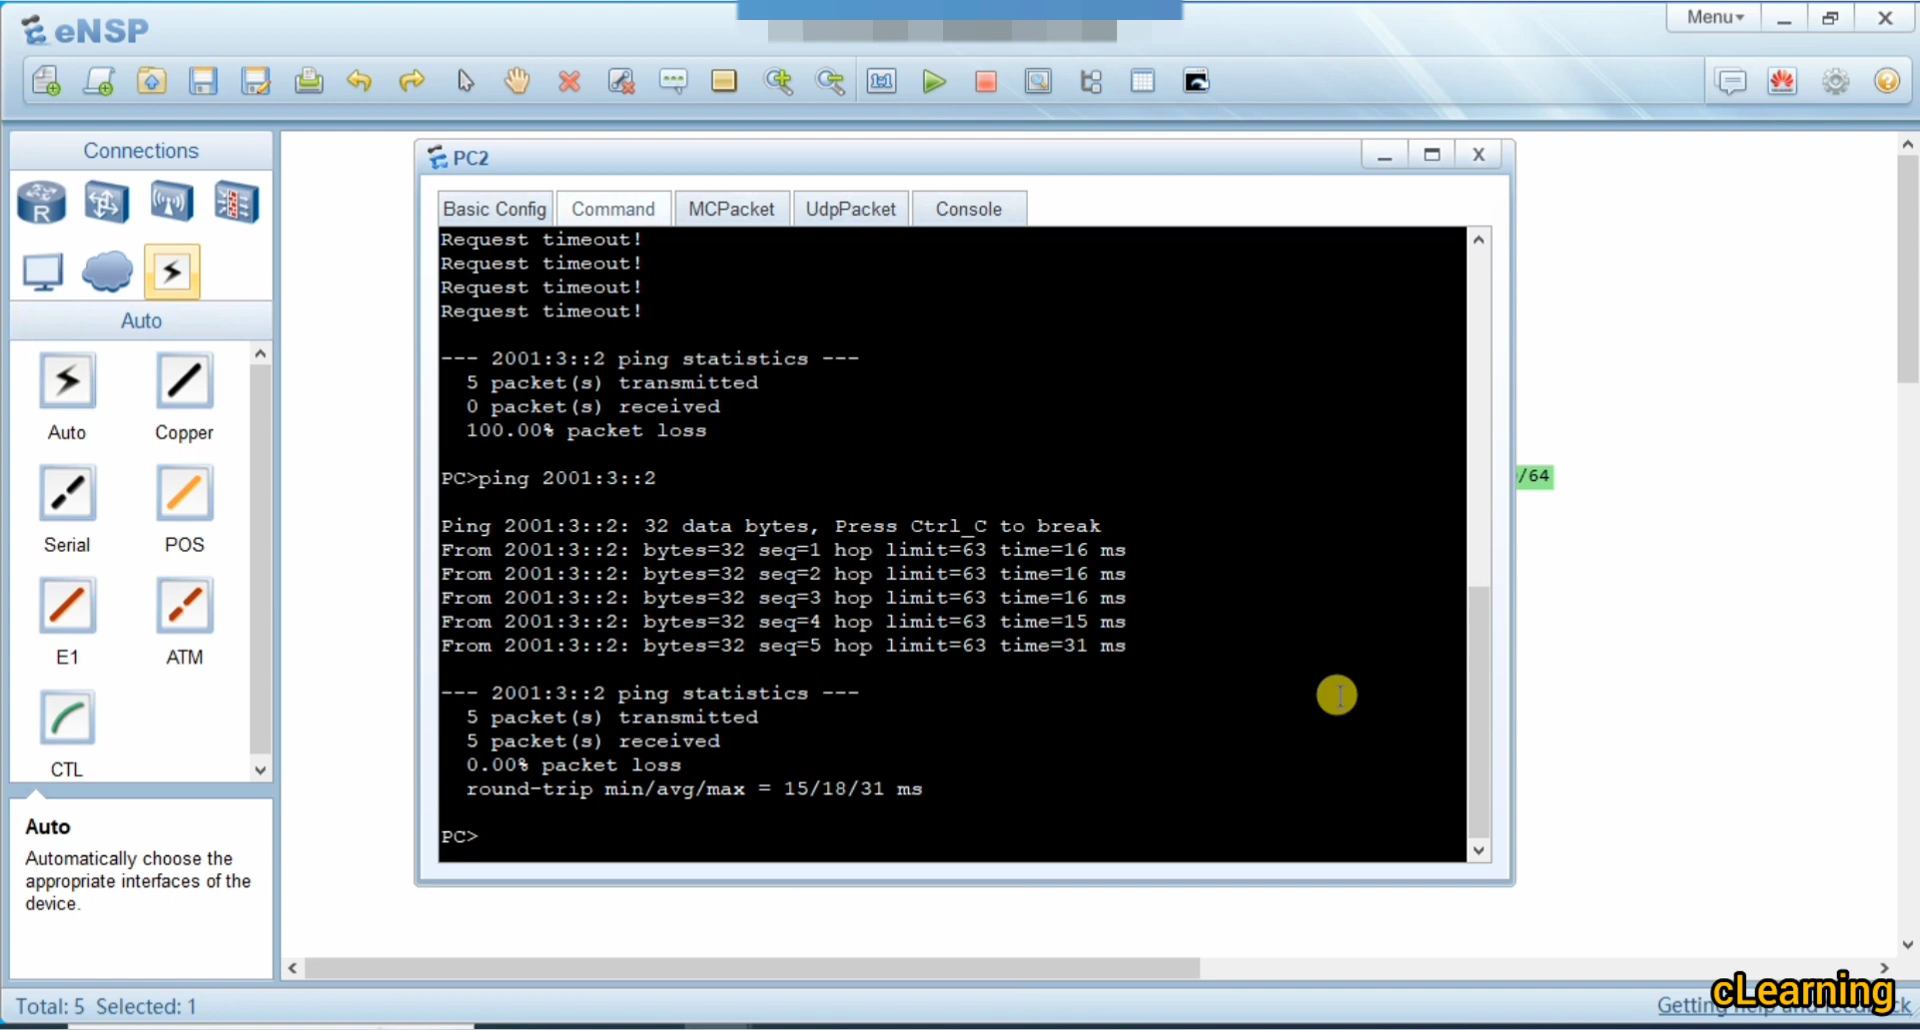 eNSP
Menu
Connections
R
Auto
Auto
Copper
Serial
POS
E1
ATM
CTL
Auto
Automatically choose the
appropriate interfaces of the
device.
PC2
Basic Config
Command
MCPacket
UdpPacket
Console
Request timeout!
Request timeout!
Request timeout!
Request timeout!
--- 2001:3::2 ping statistics ---
5 packet(s) transmitted
0 packet(s) received
100.00% packet loss
PC>ping 2001:3::2
Ping 2001:3::2: 32 data bytes, Press Ctrl_C to break
From 2001:3::2: bytes=32 seq=1 hop limit=63 time=16 ms
From 2001:3::2: bytes=32 seq=2 hop limit=63 time=16 ms
From 2001:3::2: bytes=32 seq=3 hop limit=63 time=16 ms
From 2001:3::2: bytes=32 seq=4 hop limit=63 time=15 ms
From 2001:3::2: bytes=32 seq=5 hop limit=63 time=31 ms
--- 2001:3::2 ping statistics ---
5 packet(s) transmitted
5 packet(s) received
0.00% packet loss
round-trip min/avg/max = 15/18/31 ms
PC>
/64
Total: 5 Selected: 1
Getting
cLearning